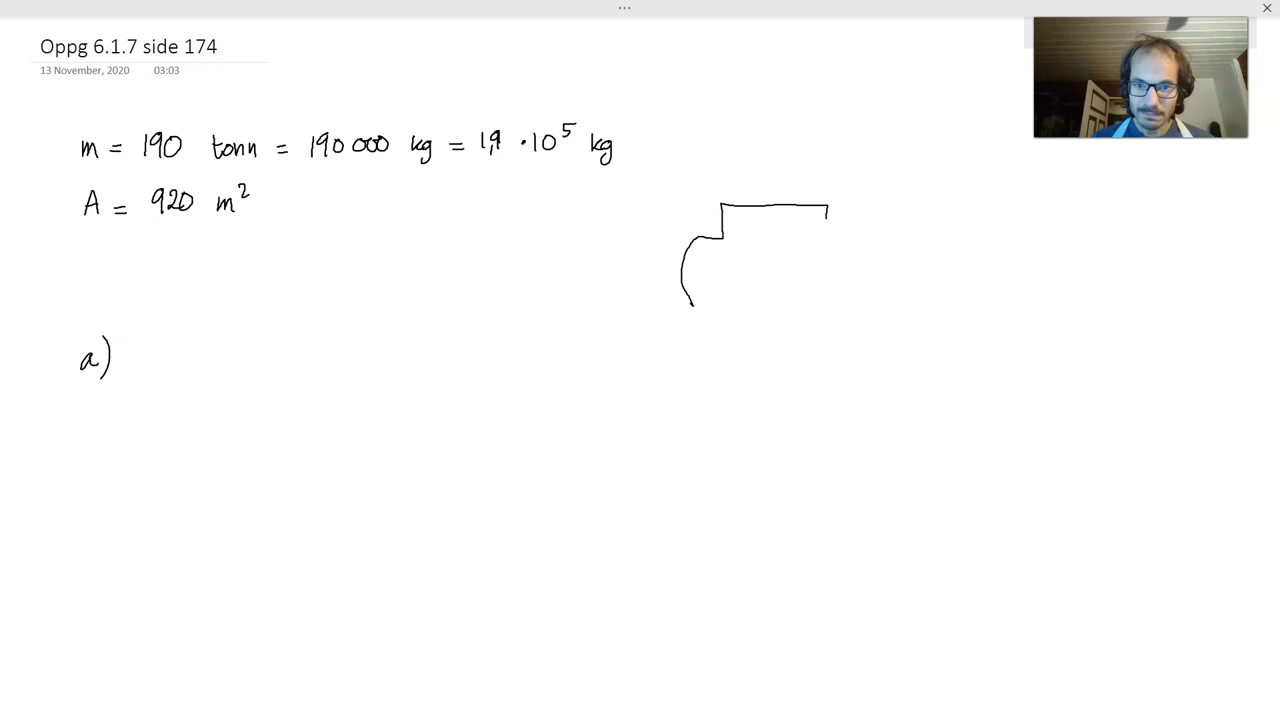 Oppg 6.1.7 side 174
13 November, 2020 03:03
m = 190 tonn = 190 000 kg = 1,9 · 10⁵ kg
A = 920 m²
a)